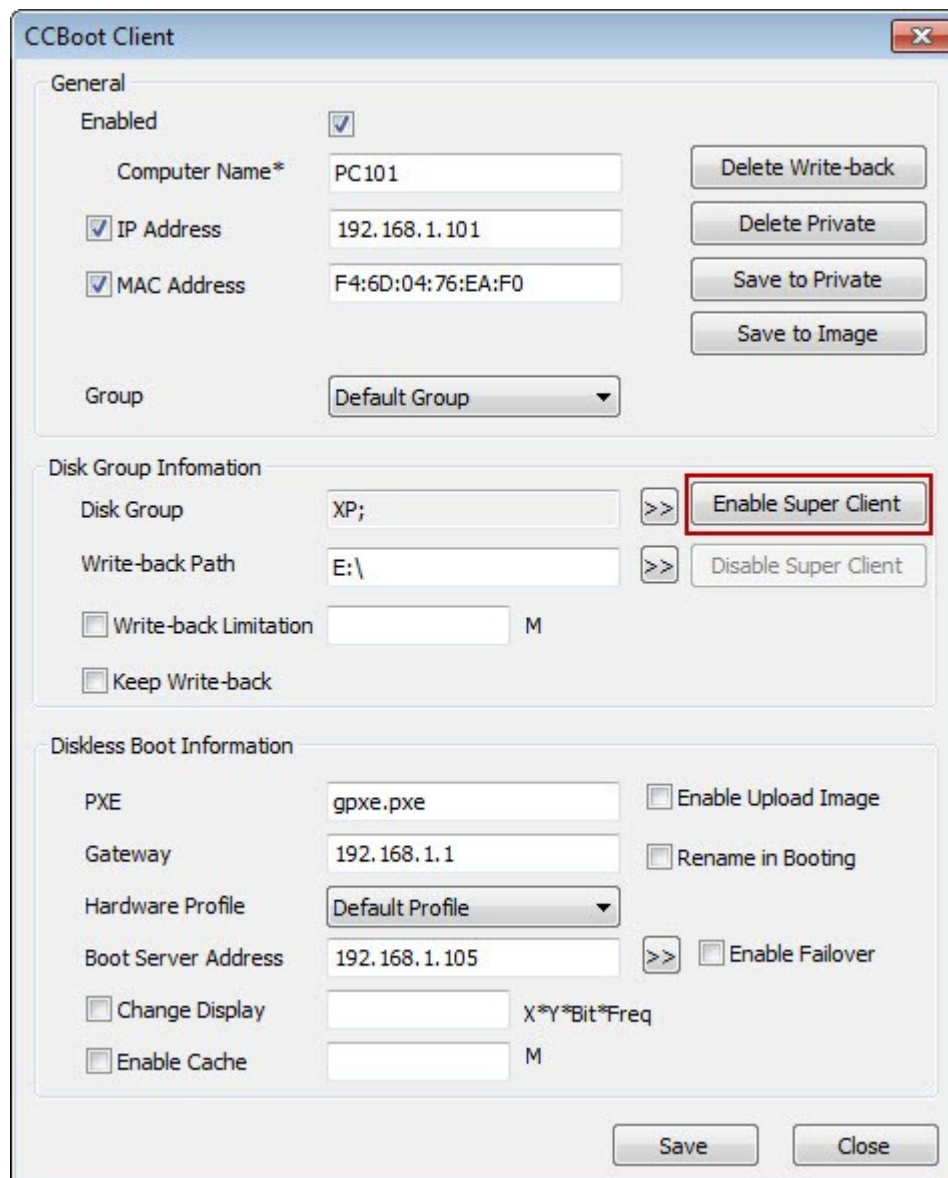 CCBoot Client
General
Enabled
Computer Name* PC101 Delete Write-back
IP Address 192.168.1.101 Delete Private
MAC Address F4:6D:04:76:EA:F0 Save to Private
Save to Image
Group Default Group
Disk Group Infomation
Disk Group XP; >> Enable Super Client
Write-back Path E:\ >> Disable Super Client
Write-back Limitation M
Keep Write-back
Diskless Boot Information
PXE gpxe.pxe Enable Upload Image
Gateway 192.168.1.1 Rename in Booting
Hardware Profile Default Profile
Boot Server Address 192.168.1.105 >> Enable Failover
Change Display X*Y*Bit*Freq
Enable Cache M
Save Close